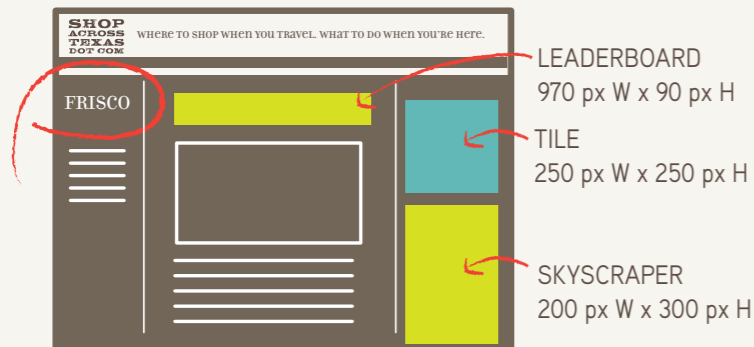 SHOP
ACROSS
TEXAS
DOT COM
WHERE TO SHOP WHEN YOU TRAVEL. WHAT TO DO WHEN YOU'RE HERE.
FRISCO
LEADERBOARD
970 px W x 90 px H
TILE
250 px W x 250 px H
SKYSCRAPER
200 px W x 300 px H